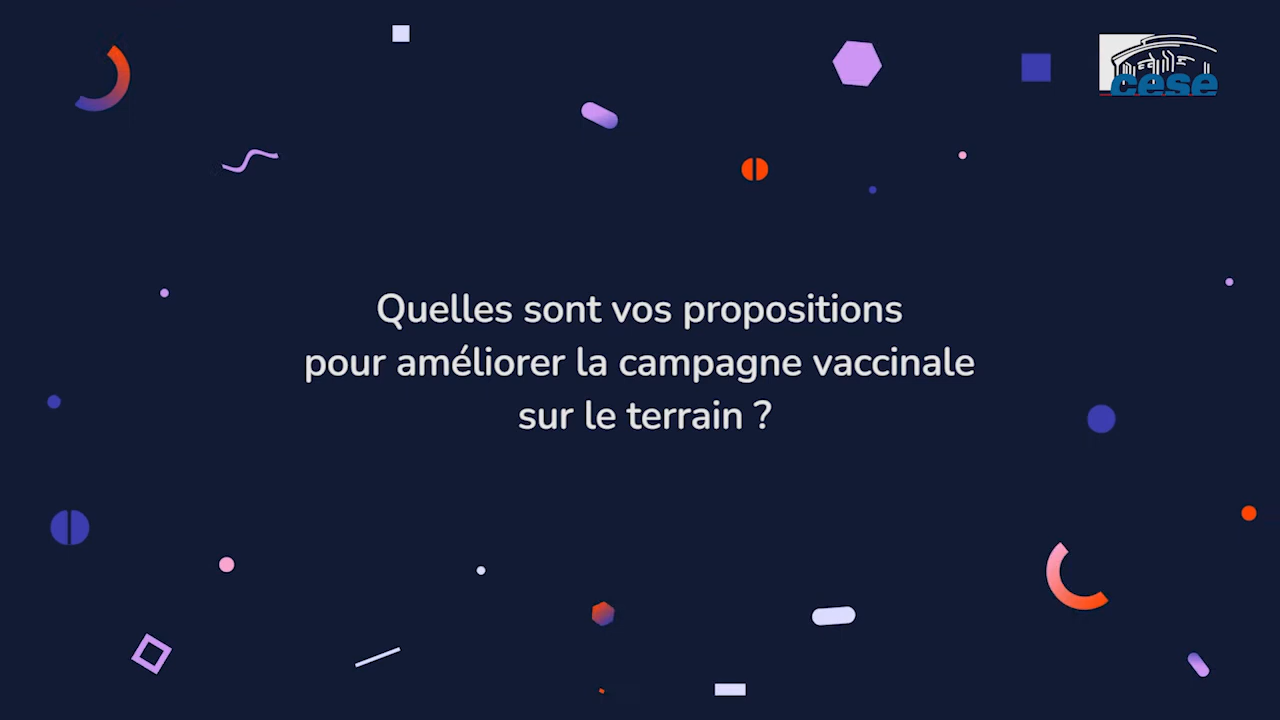 cese
Quelles sont vos propositions
pour améliorer la campagne vaccinale
sur le terrain ?